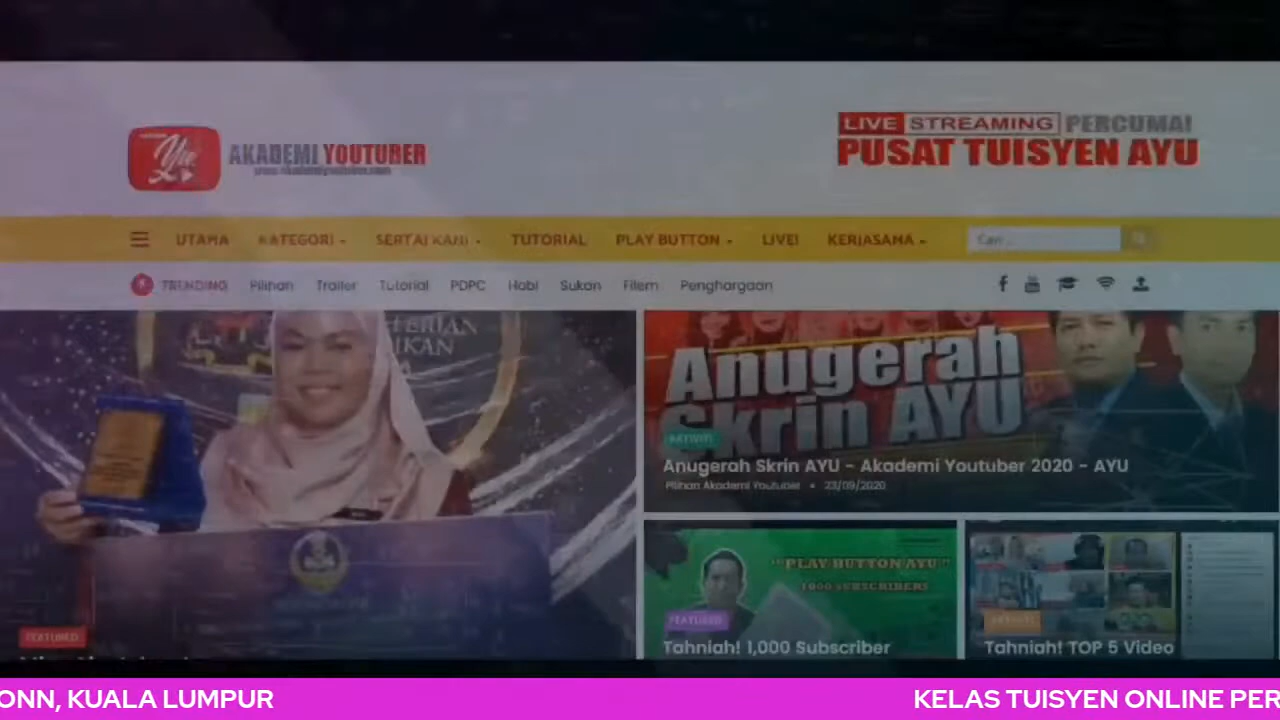 LIVE STREAMING PERCUMA!
PUSAT TUISYEN AYU
AKADEMI YOUTUBER
UTAMA KATEGORI SERTAI KAMI TUTORIAL PLAY BUTTON LIVE! KERJASAMA Cari ...
TRENDING Pilihan Trailer Tutorial PDPC Hobi Sukan Filem Penghargaan
Anugerah
Skrin AYU
AKTIVITI
Anugerah Skrin AYU - Akademi Youtuber 2020 - AYU
Pilihan Akademi Youtuber 23/09/2020
"PLAY BUTTON AYU"
1000 SUBSCRIBERS
FEATURED
Tahniah! 1,000 Subscriber
AKTIVITI
Tahniah! TOP 5 Video
FEATURED
ONN, KUALA LUMPUR
KELAS TUISYEN ONLINE PER